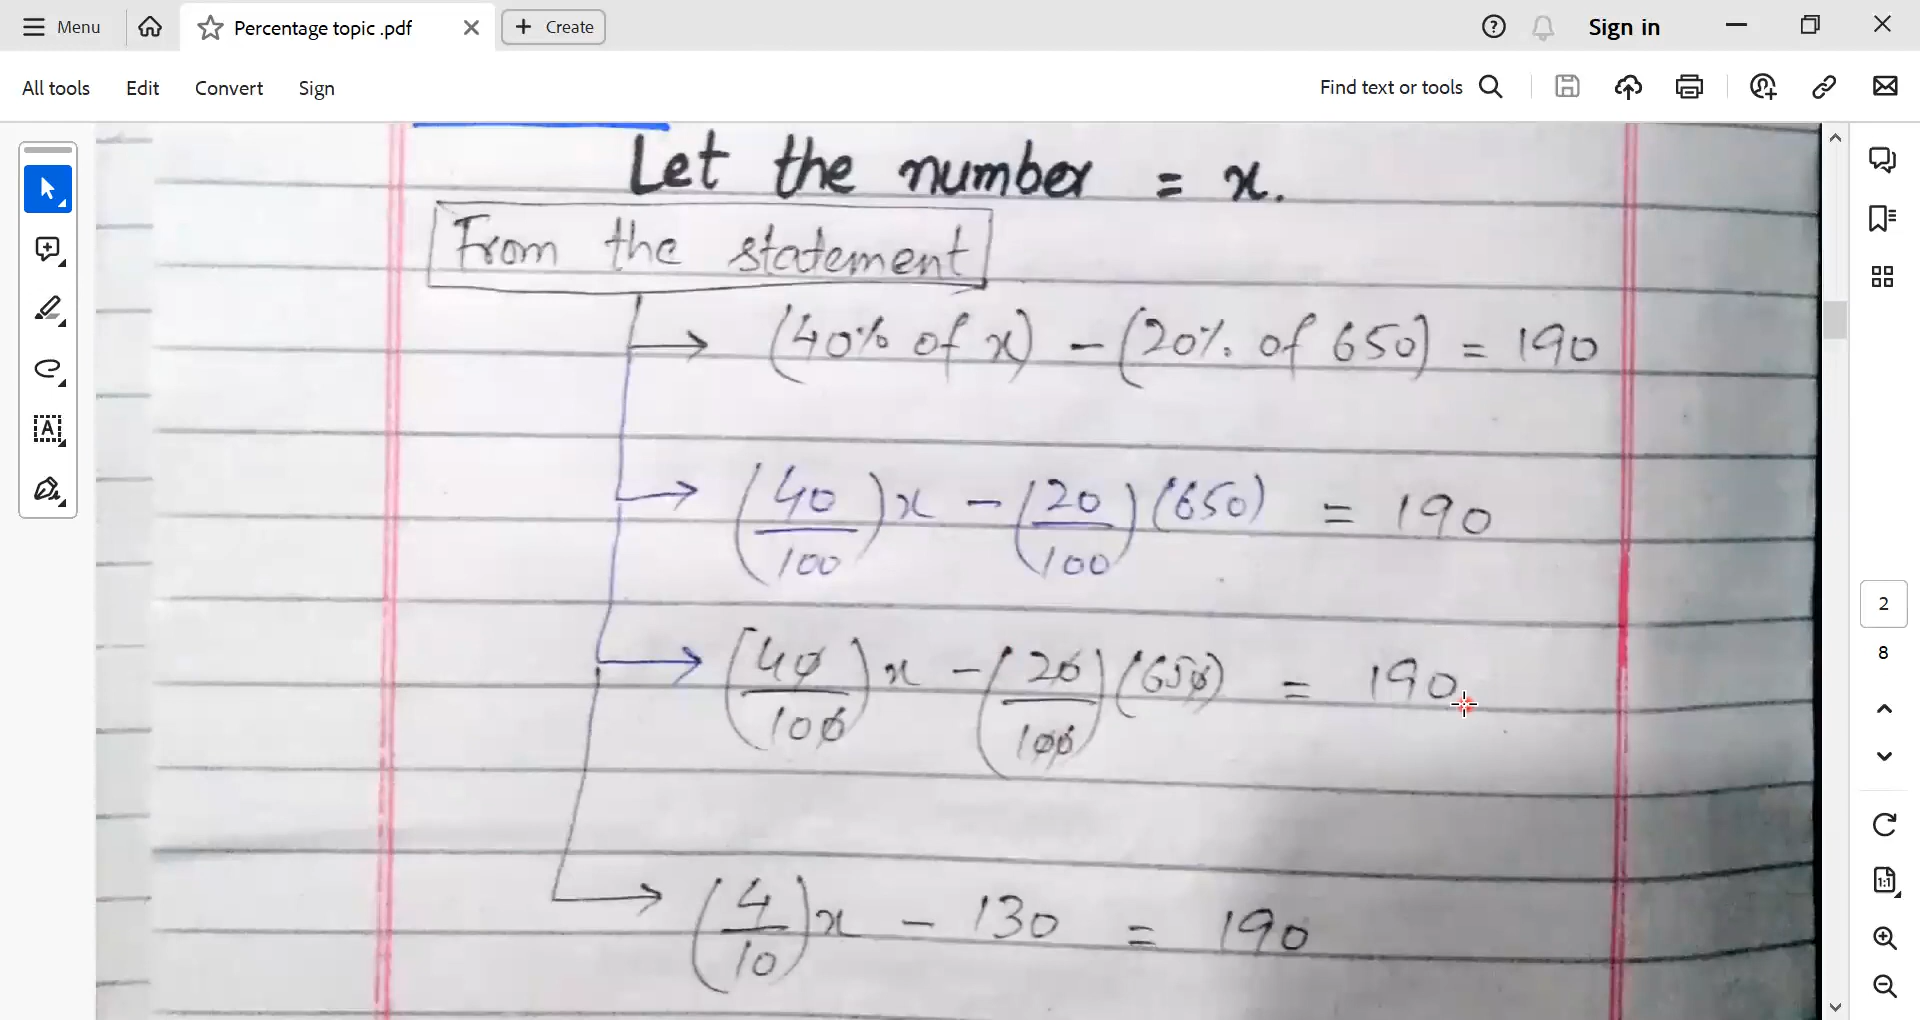 Menu Percentage topic .pdf Create Sign in
All tools Edit Convert Sign Find text or tools
Let the number = x.
From the statement
→ (40% of x) - (20% of 650) = 190
→ (40/100)x - (20/100)(650) = 190
→ (40/100)x - (20/100)(650) = 190
→ (4/10)x - 130 = 190
2
8